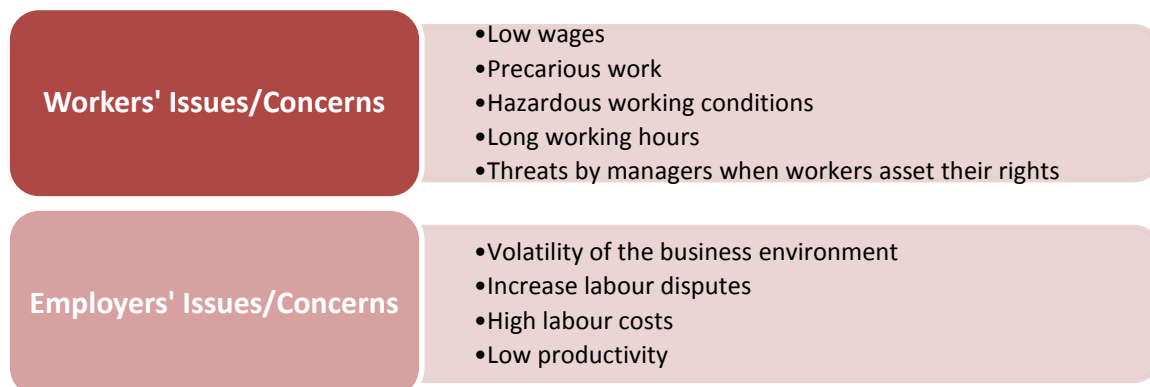 Workers' Issues/Concerns
•Low wages
•Precarious work
•Hazardous working conditions
•Long working hours
•Threats by managers when workers asset their rights
Employers' Issues/Concerns
•Volatility of the business environment
•Increase labour disputes
•High labour costs
•Low productivity